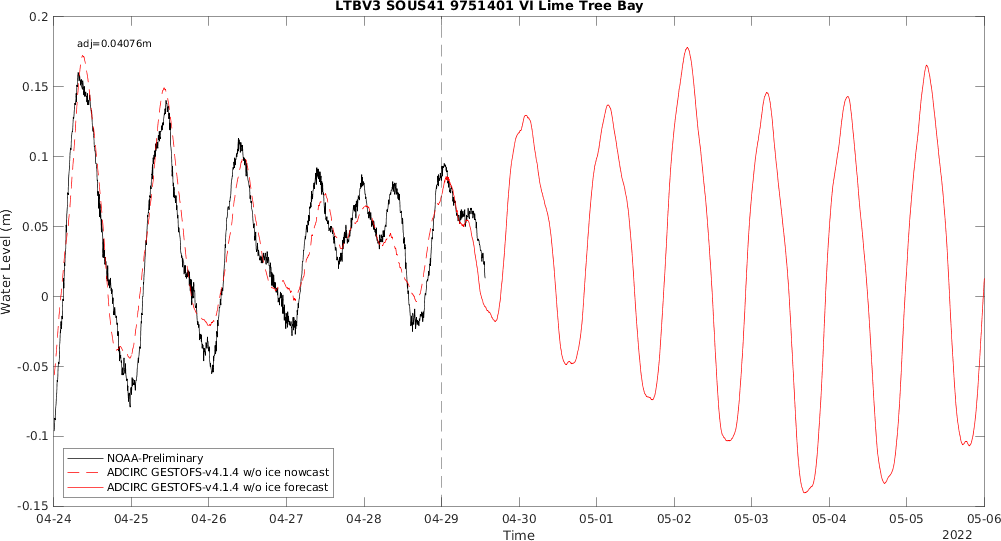 LTBV3 SOUS41 9751401 VI Lime Tree Bay
adj=0.04076m
Water Level (m)
0.2
0.15
0.1
0.05
0
-0.05
-0.1
-0.15
NOAA-Preliminary
ADCIRC GESTOFS-v4.1.4 w/o ice nowcast
ADCIRC GESTOFS-v4.1.4 w/o ice forecast
04-24 04-25 04-26 04-27 04-28 04-29 04-30 05-01 05-02 05-03 05-04 05-05 05-06
Time
2022